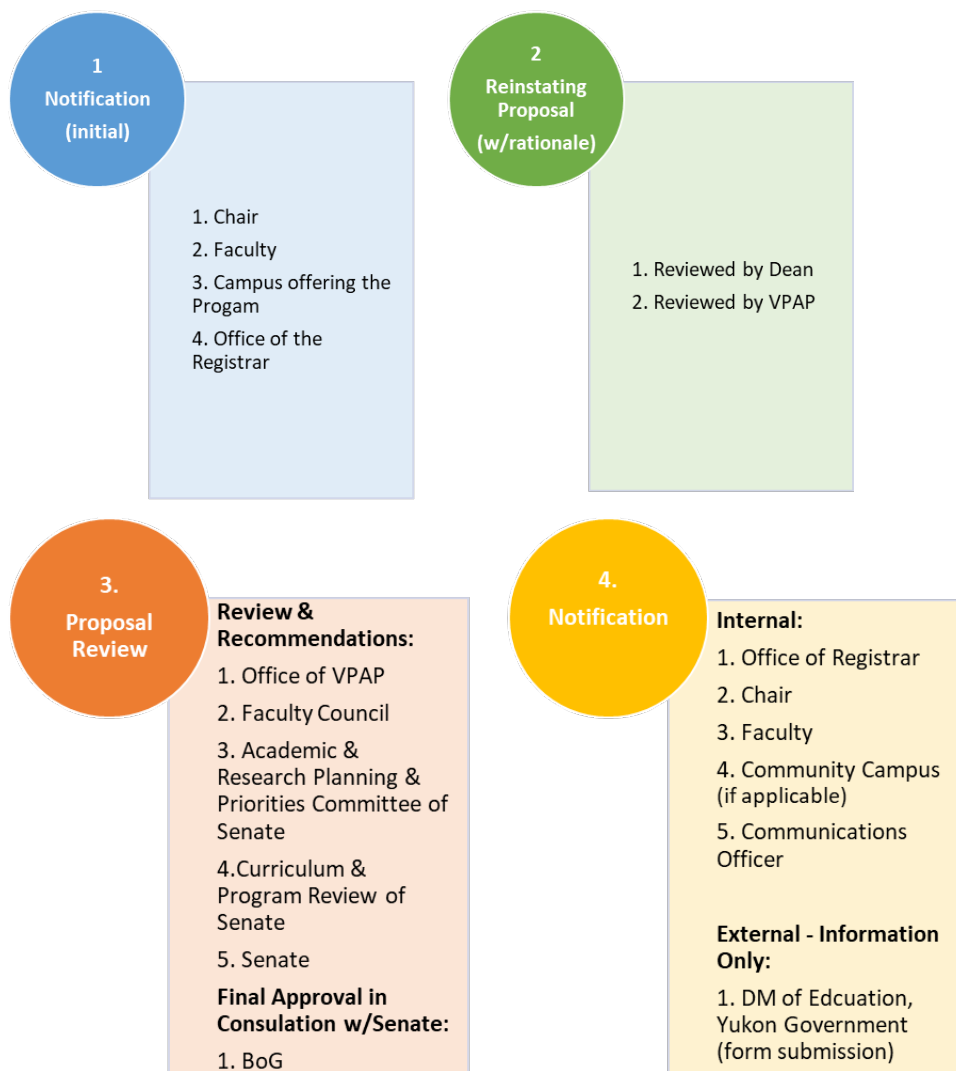 1
Notification
(initial)
1. Chair
2. Faculty
3. Campus offering the
Progam
4. Office of the
Registrar
2
Reinstating
Proposal
(w/rationale)
1. Reviewed by Dean
2. Reviewed by VPAP
3.
Proposal
Review
Review &
Recommendations:
1. Office of VPAP
2. Faculty Council
3. Academic &
Research Planning &
Priorities Committee of
Senate
4.Curriculum &
Program Review of
Senate
5. Senate
Final Approval in
Consulation w/Senate:
1. BoG
4.
Notification
Internal:
1. Office of Registrar
2. Chair
3. Faculty
4. Community Campus
(if applicable)
5. Communications
Officer
External - Information
Only:
1. DM of Edcuation,
Yukon Government
(form submission)